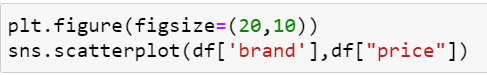 plt.figure(figsize=(20,10))
sns.scatterplot(df['brand'],df["price"])